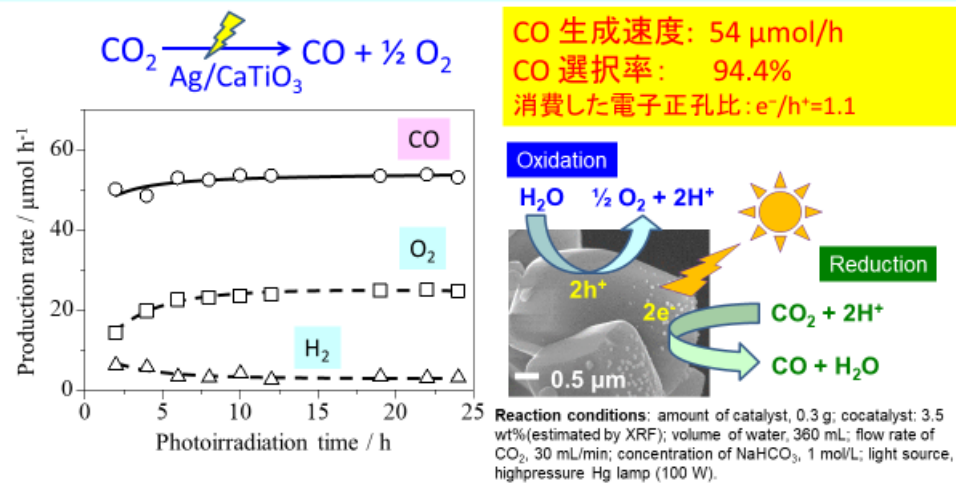 CO₂ → CO + ½ O₂
Ag/CaTiO₃
CO 生成速度: 54 μmol/h
CO 選択率: 94.4%
消費した電子正孔比: e⁻/h⁺=1.1
Production rate / μmol h⁻¹
60
40
20
0
CO
O₂
H₂
0 5 10 15 20 25
Photoirradiation time / h
Oxidation
H₂O ½ O₂ + 2H⁺
2h⁺
2e⁻
Reduction
CO₂ + 2H⁺
CO + H₂O
0.5 μm
Reaction conditions: amount of catalyst, 0.3 g; cocatalyst: 3.5
wt%(estimated by XRF); volume of water, 360 mL; flow rate of
CO₂, 30 mL/min; concentration of NaHCO₃, 1 mol/L; light source,
highpressure Hg lamp (100 W).